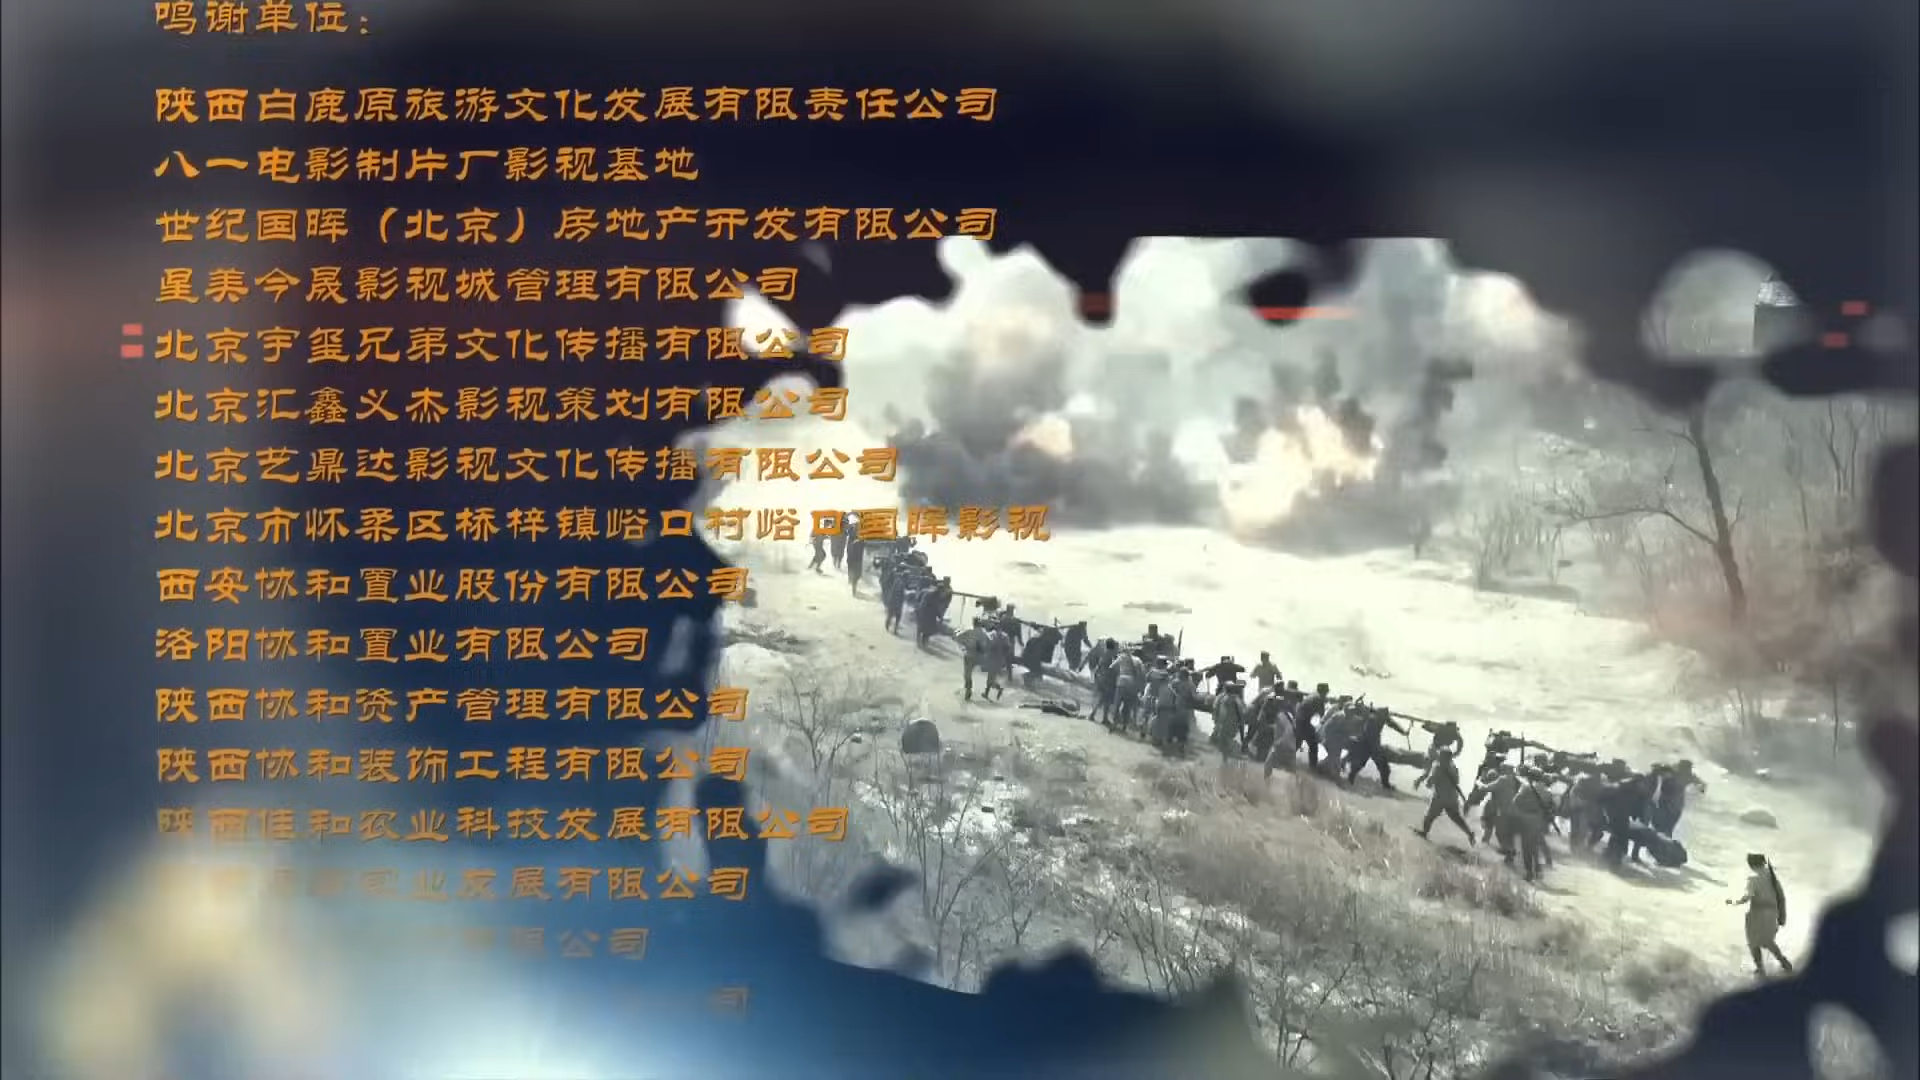 鸣谢单位：
陕西白鹿原旅游文化发展有限责任公司
八一电影制片厂影视基地
世纪国晖（北京）房地产开发有限公司
星美今晟影视城管理有限公司
北京宇玺兄弟文化传播有限公司
北京汇鑫义杰影视策划有限公司
北京艺鼎达影视文化传播有限公司
北京市怀柔区桥梓镇峪口村峪口国晖影视
西安协和置业股份有限公司
洛阳协和置业有限公司
陕西协和资产管理有限公司
陕西协和装饰工程有限公司
陕西佳和农业科技发展有限公司
业发展有限公司
有限公司
司